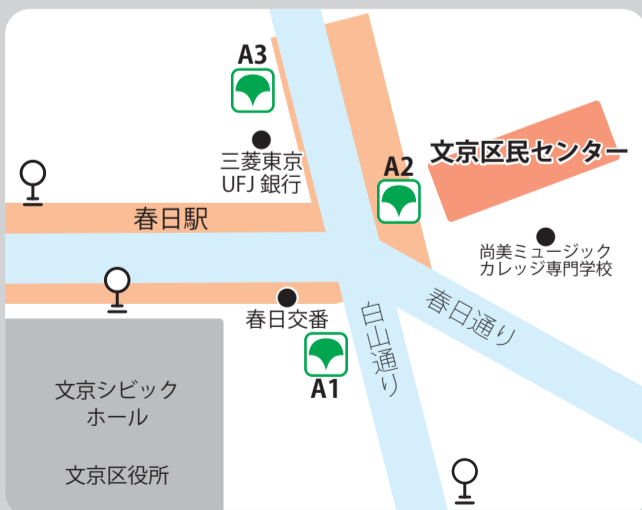 A3
三菱東京
UFJ 銀行
A2
文京区民センター
春日駅
尚美ミュージック
カレッジ専門学校
春日交番
A1
白山通り
春日通り
文京シビック
ホール
文京区役所